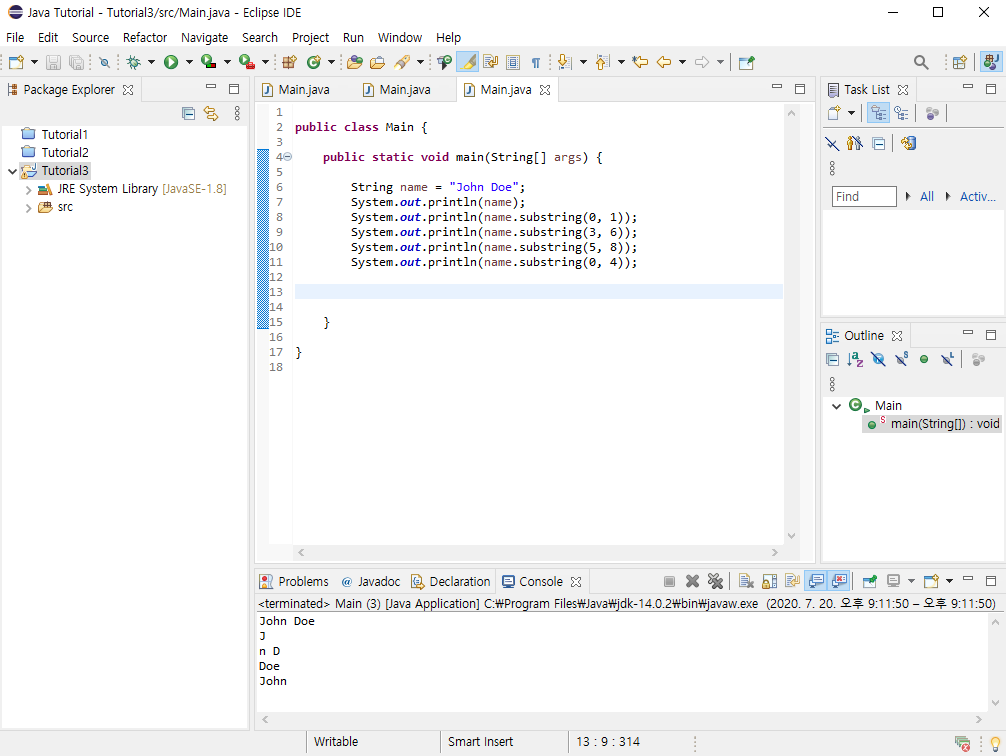 Java Tutorial - Tutorial3/src/Main.java - Eclipse IDE
File Edit Source Refactor Navigate Search Project Run Window Help
Package Explorer
Tutorial1
Tutorial2
Tutorial3
JRE System Library [JavaSE-1.8]
src
Main.java Main.java Main.java
1
2 public class Main {
3
4 public static void main(String[] args) {
5
6 String name = "John Doe";
7 System.out.println(name);
8 System.out.println(name.substring(0, 1));
9 System.out.println(name.substring(3, 6));
10 System.out.println(name.substring(5, 8));
11 System.out.println(name.substring(0, 4));
12
13
14
15 }
16
17 }
18
Task List
Find All Activ...
Outline
Main
main(String[]) : void
Problems Javadoc Declaration Console
<terminated> Main (3) [Java Application] C:₩Program Files₩Java₩jdk-14.0.2₩bin₩javaw.exe (2020. 7. 20. 오후 9:11:50 – 오후 9:11:50)
John Doe
J
n D
Doe
John
Writable Smart Insert 13 : 9 : 314